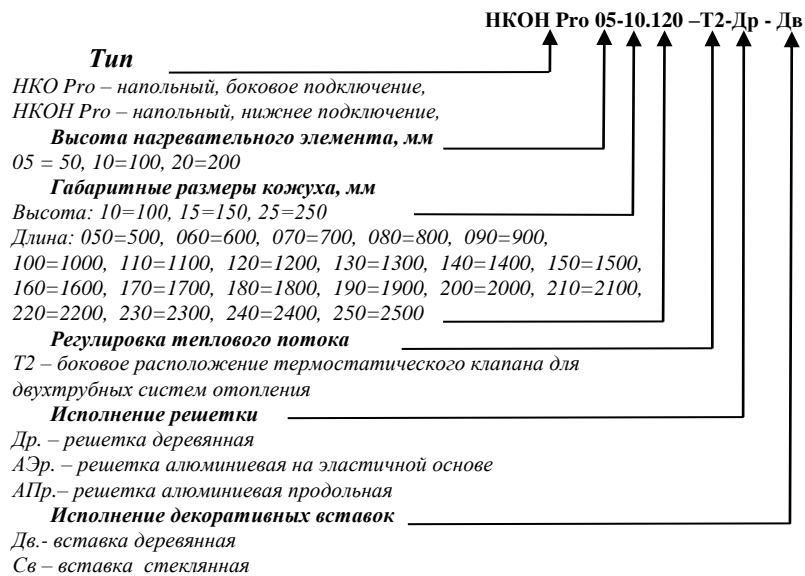 НКОН Pro 05-10.120 –Т2-Др - Дв
Тип
НКО Pro – напольный, боковое подключение,
НКОН Pro – напольный, нижнее подключение,
Высота нагревательного элемента, мм
05 = 50, 10=100, 20=200
Габаритные размеры кожуха, мм
Высота: 10=100, 15=150, 25=250
Длина: 050=500, 060=600, 070=700, 080=800, 090=900,
100=1000, 110=1100, 120=1200, 130=1300, 140=1400, 150=1500,
160=1600, 170=1700, 180=1800, 190=1900, 200=2000, 210=2100,
220=2200, 230=2300, 240=2400, 250=2500
Регулировка теплового потока
Т2 – боковое расположение термостатического клапана для
двухтрубных систем отопления
Исполнение решетки
Др. – решетка деревянная
АЭр. – решетка алюминиевая на эластичной основе
АПр.– решетка алюминиевая продольная
Исполнение декоративных вставок
Дв.- вставка деревянная
Св – вставка стеклянная